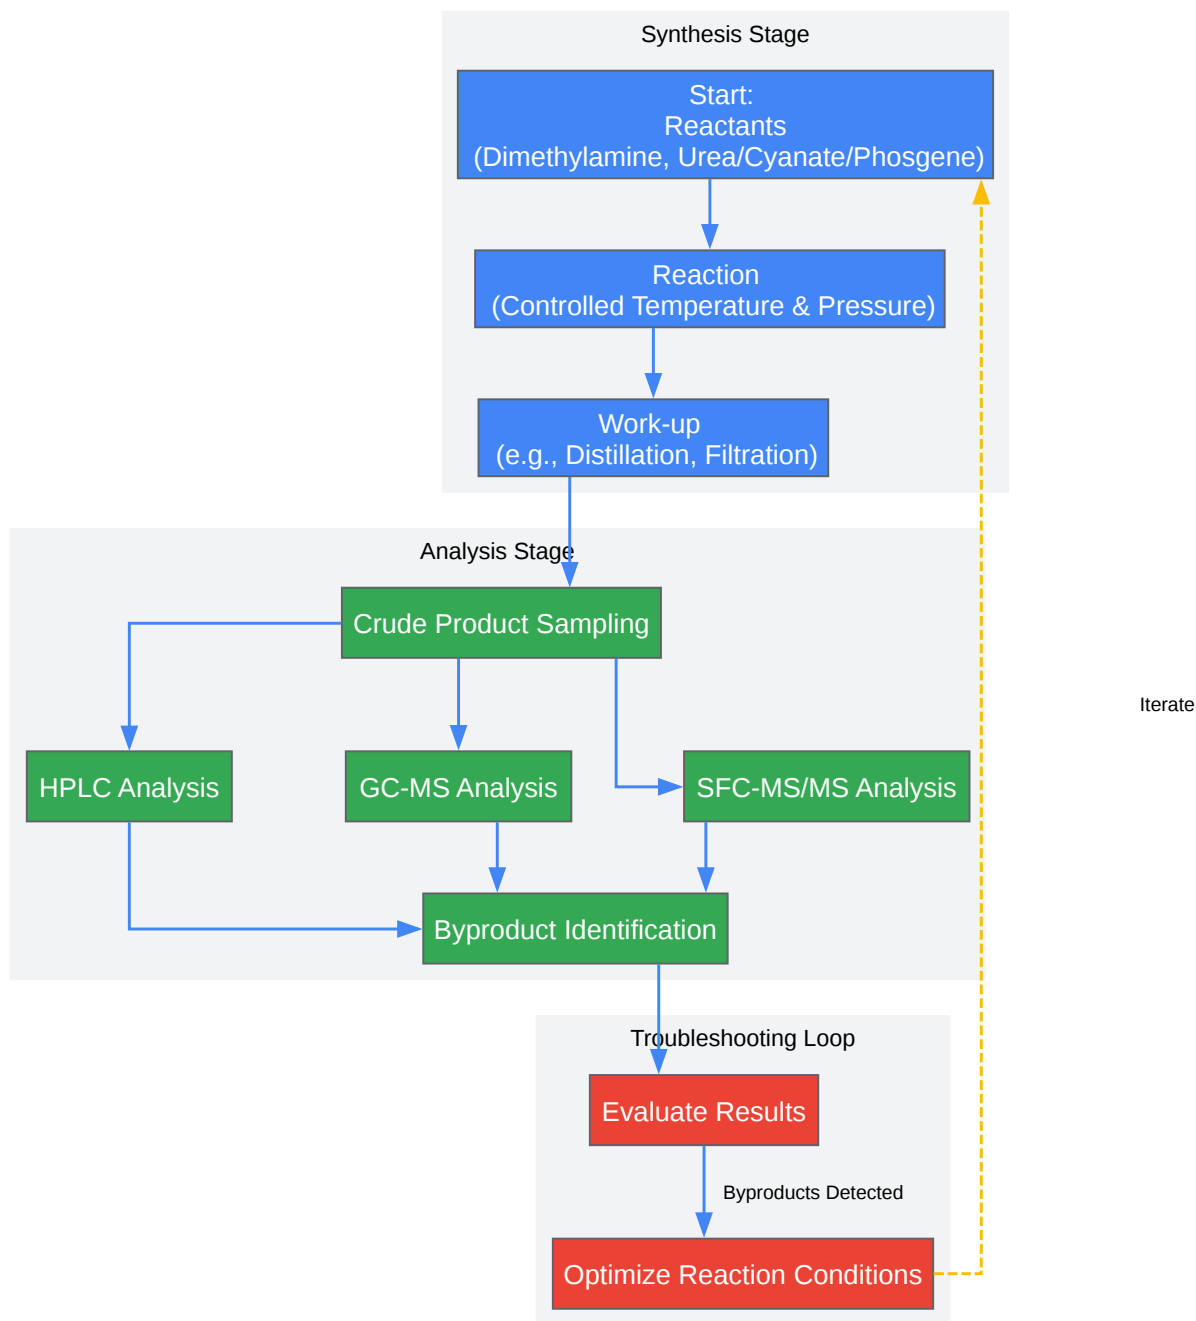 Synthesis Stage
Start:
Reactants
(Dimethylamine, Urea/Cyanate/Phosgene)
Reaction
(Controlled Temperature & Pressure)
Work-up
(e.g., Distillation, Filtration)
Analysis Stage
Crude Product Sampling
HPLC Analysis
GC-MS Analysis
SFC-MS/MS Analysis
Byproduct Identification
Iterate
Troubleshooting Loop
Evaluate Results
Byproducts Detected
Optimize Reaction Conditions